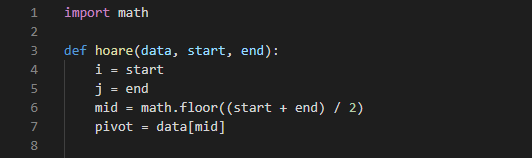 1 import math
2
3 def hoare(data, start, end):
4     i = start
5     j = end
6     mid = math.floor((start + end) / 2)
7     pivot = data[mid]
8